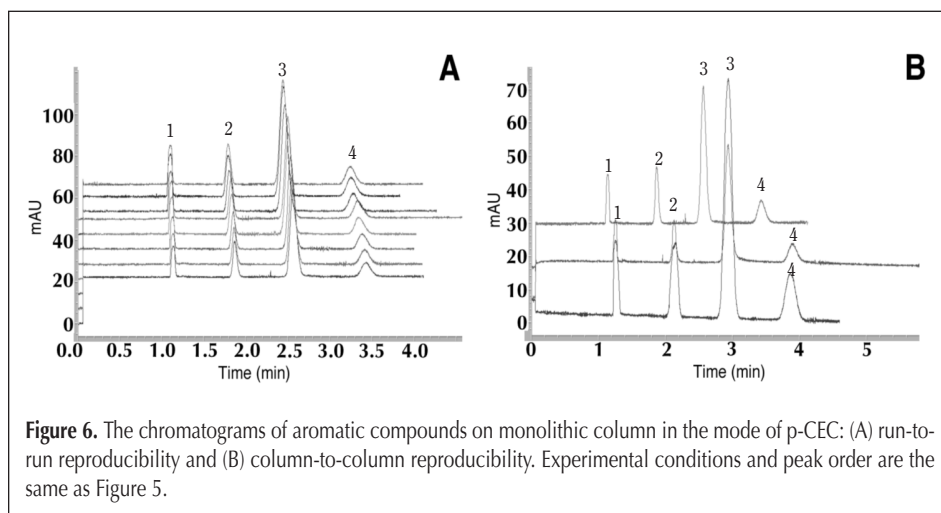 A
100
80
60
40
20
0
mAU
1
2
3
4
0.0 0.5 1.0 1.5 2.0 2.5 3.0 3.5 4.0
Time (min)
B
70
60
50
40
30
20
10
0
mAU
3 3
1 2 4
1 2 4
4
0 1 2 3 4 5
Time (min)
Figure 6. The chromatograms of aromatic compounds on monolithic column in the mode of p-CEC: (A) run-to-
run reproducibility and (B) column-to-column reproducibility. Experimental conditions and peak order are the
same as Figure 5.